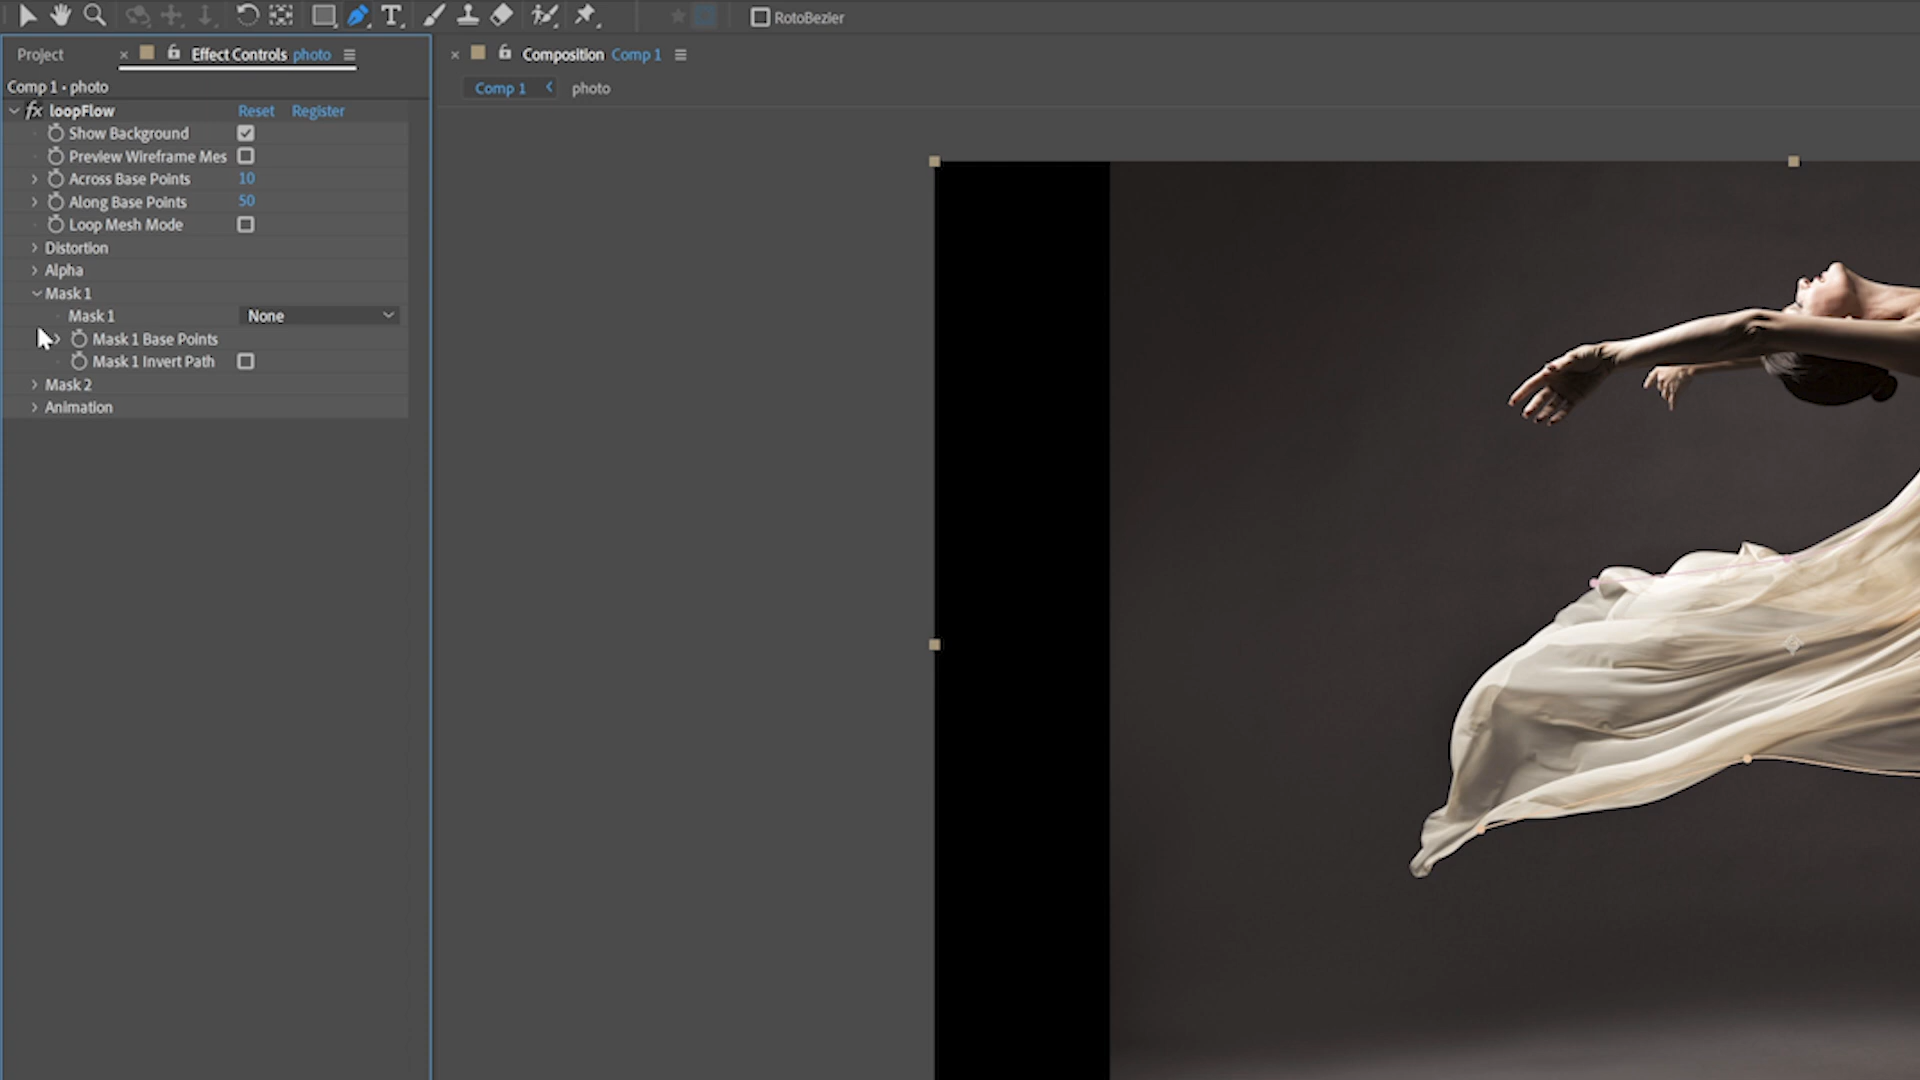 RotoBezier
Project
Effect Controls photo
Composition Comp 1
Comp 1 • photo
Comp 1
photo
fx loopFlow Reset Register
Show Background
Preview Wireframe Mes
Across Base Points 10
Along Base Points 50
Loop Mesh Mode
Distortion
Alpha
Mask 1
Mask 1 None
Mask 1 Base Points
Mask 1 Invert Path
Mask 2
Animation